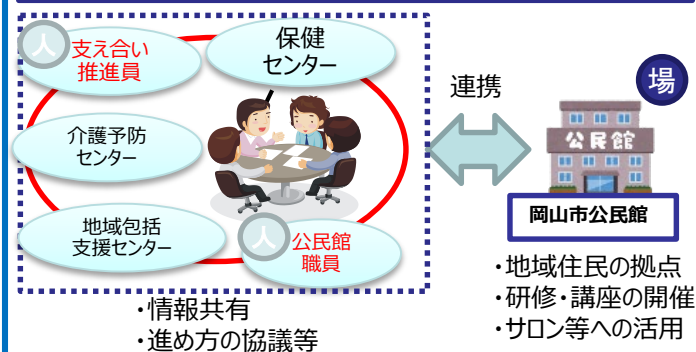 人
支え合い
推進員
保健
センター
介護予防
センター
地域包括
支援センター
人
公民館
職員
・情報共有
・進め方の協議等
連携
場
公民館
岡山市公民館
・地域住民の拠点
・研修・講座の開催
・サロン等への活用